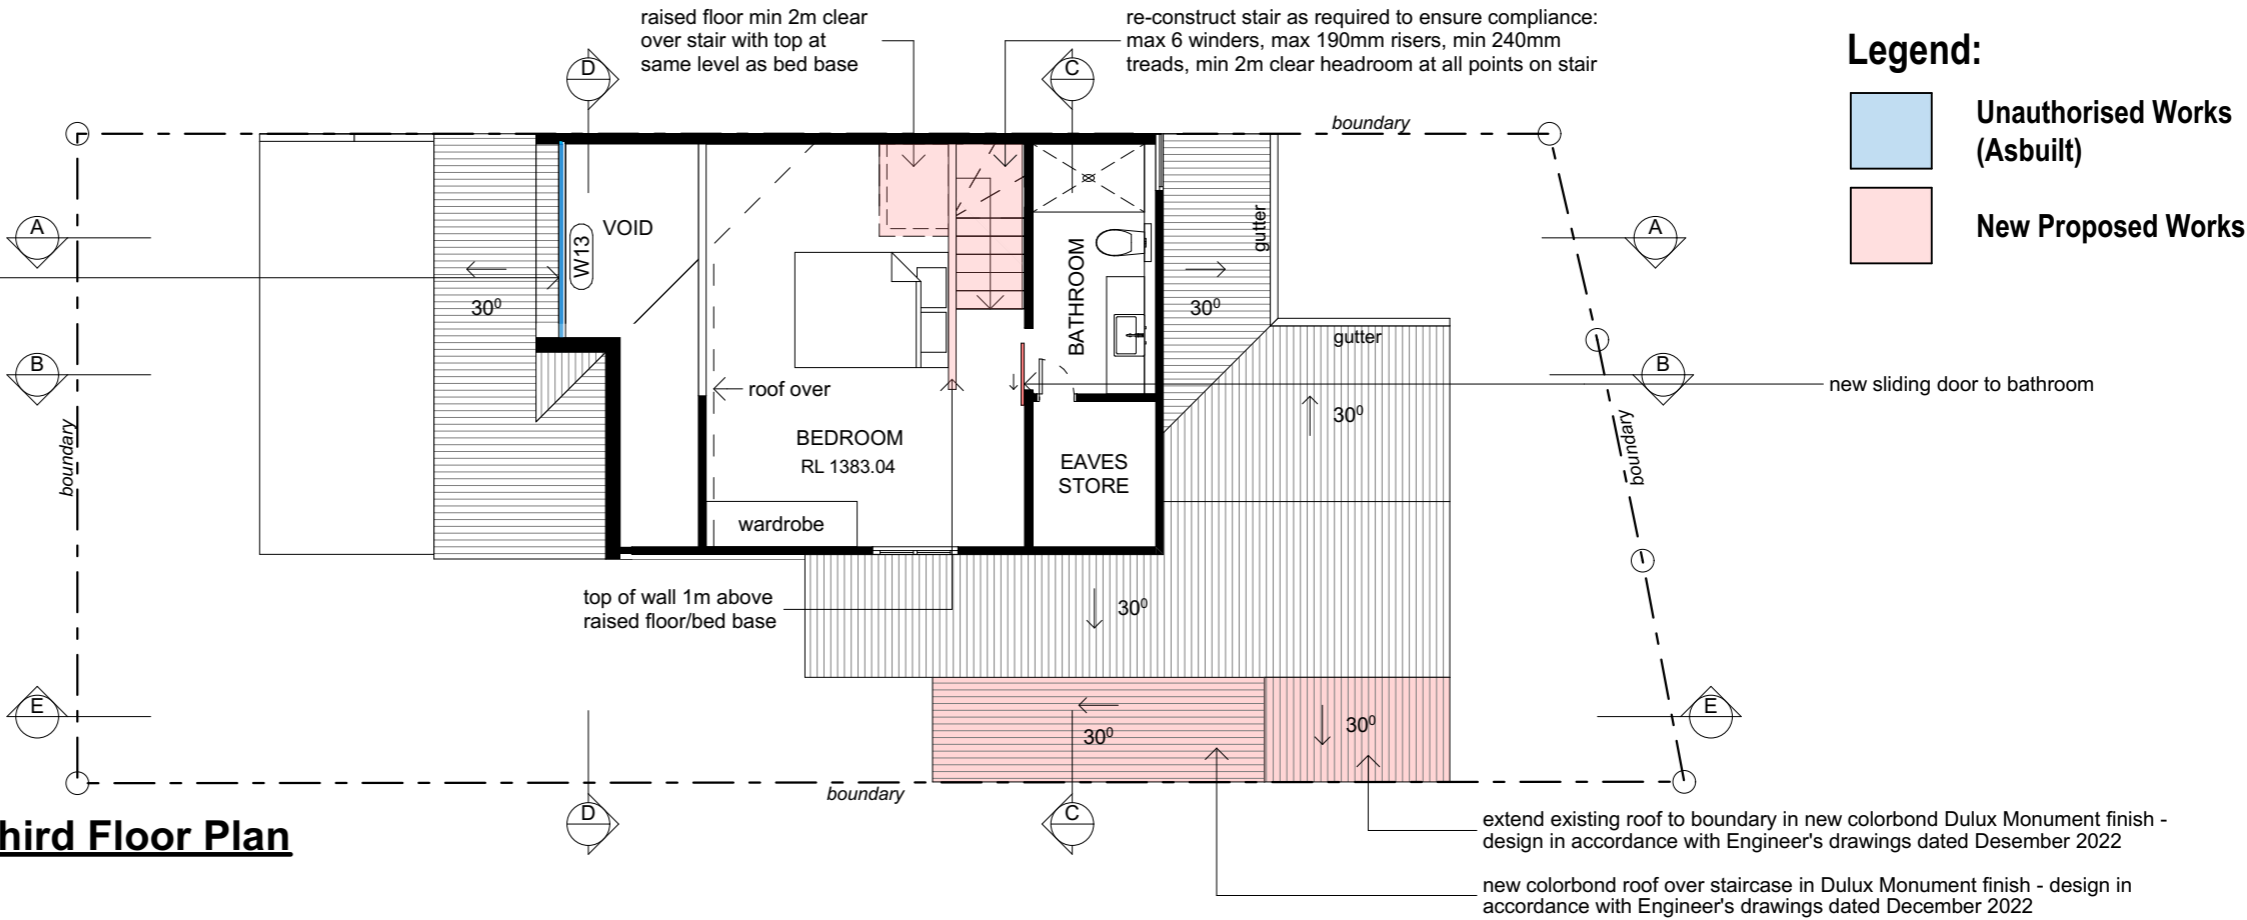 raised floor min 2m clear
over stair with top at
same level as bed base
re-construct stair as required to ensure compliance:
max 6 winders, max 190mm risers, min 240mm
treads, min 2m clear headroom at all points on stair
Legend:
Unauthorised Works
(Asbuilt)
New Proposed Works
D
C
boundary
A
VOID
W13
BATHROOM
gutter
A
30⁰
30⁰
gutter
B
B
roof over
new sliding door to bathroom
30⁰
boundary
BEDROOM
RL 1383.04
EAVES
STORE
boundary
wardrobe
top of wall 1m above
raised floor/bed base
30⁰
E
30⁰
30⁰
E
boundary
D
C
hird Floor Plan
extend existing roof to boundary in new colorbond Dulux Monument finish -
design in accordance with Engineer's drawings dated Desember 2022
new colorbond roof over staircase in Dulux Monument finish - design in
accordance with Engineer's drawings dated December 2022